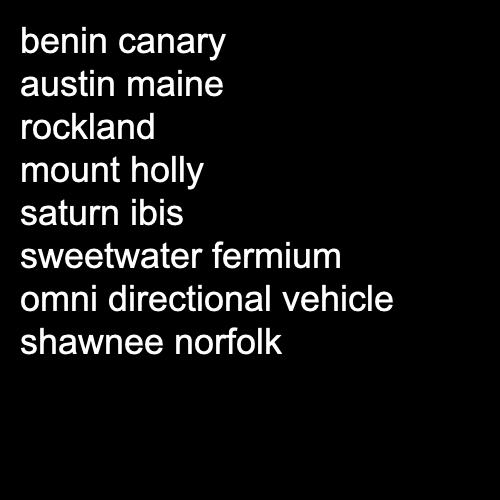 benin canary
austin maine
rockland
mount holly
saturn ibis
sweetwater fermium
omni directional vehicle
shawnee norfolk